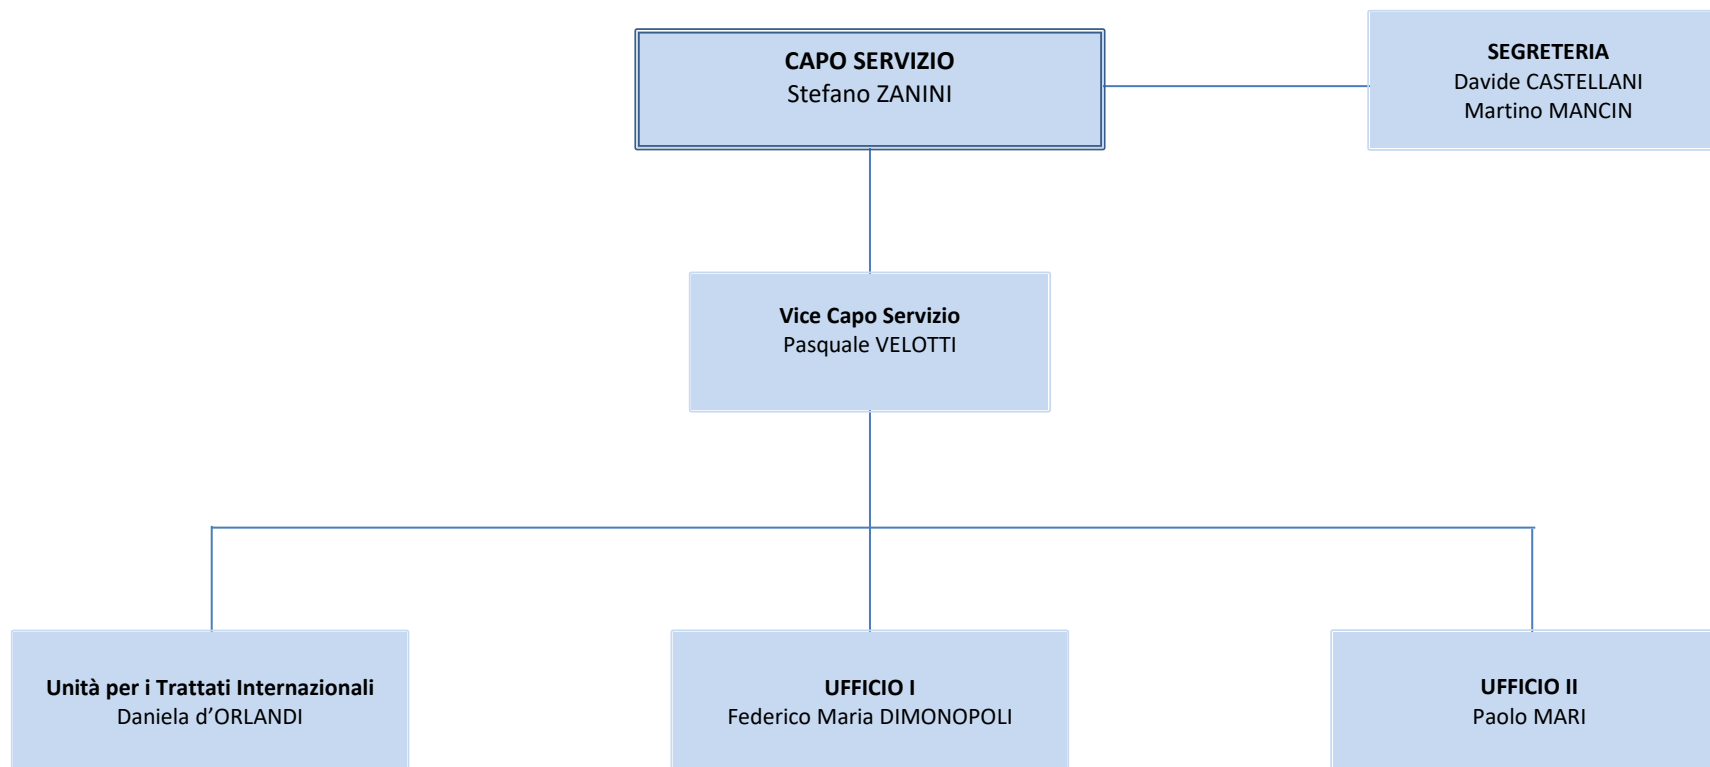 CAPO SERVIZIO
Stefano ZANINI
SEGRETERIA
Davide CASTELLANI
Martino MANCIN
Vice Capo Servizio
Pasquale VELOTTI
Unità per i Trattati Internazionali
Daniela d’ORLANDI
UFFICIO I
Federico Maria DIMONOPOLI
UFFICIO II
Paolo MARI